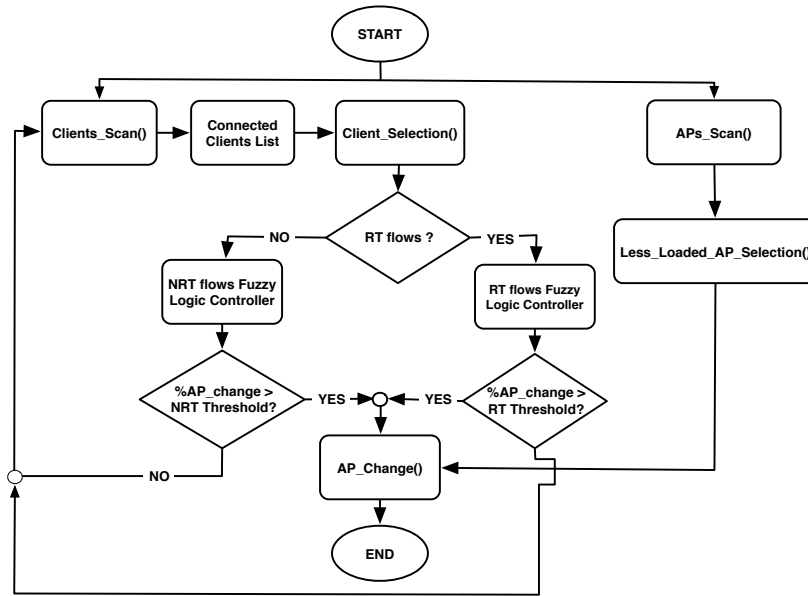 START
Clients_Scan()
Connected
Clients List
Client_Selection()
APs_Scan()
RT flows ?
NO
YES
Less_Loaded_AP_Selection()
NRT flows Fuzzy
Logic Controller
RT flows Fuzzy
Logic Controller
%AP_change >
NRT Threshold?
YES
YES
%AP_change >
RT Threshold?
AP_Change()
NO
END